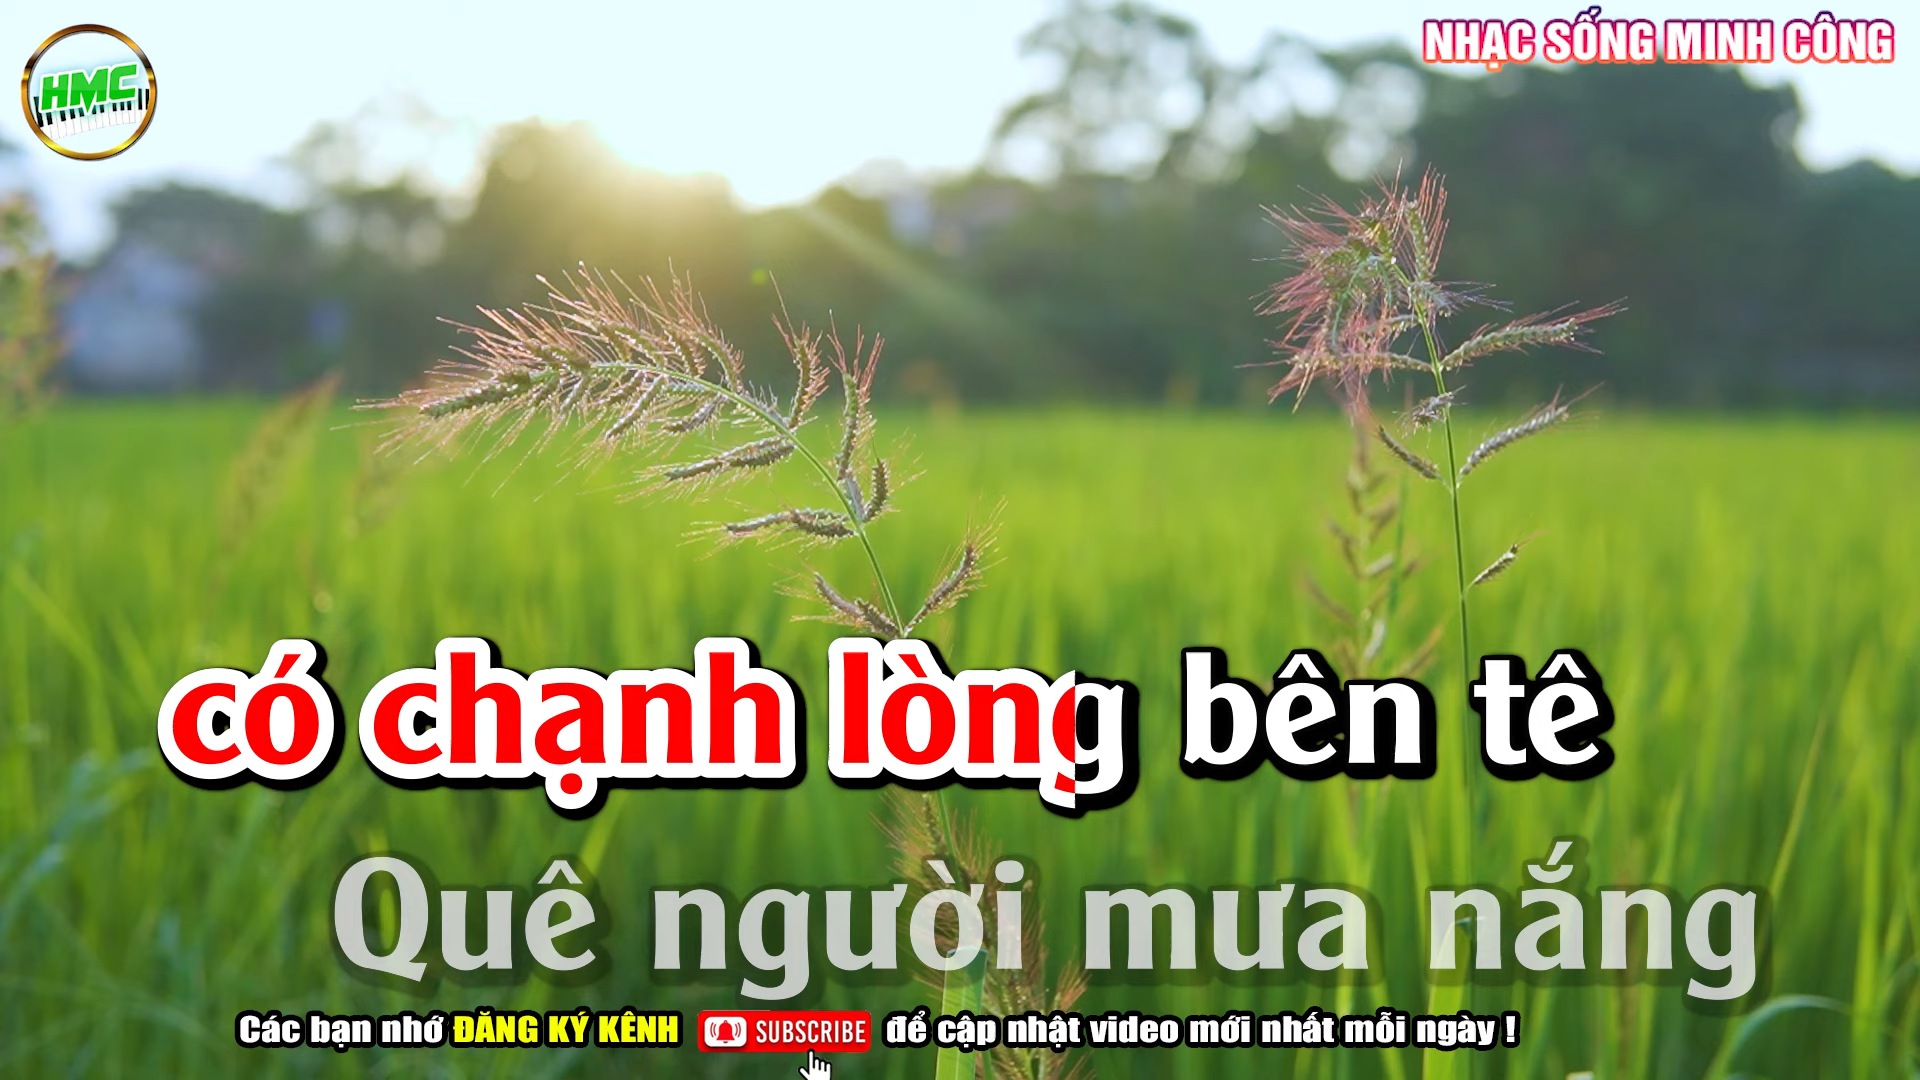 HMC
NHẠC SỐNG MINH CÔNG
có chạnh lòng bên tê
Quê người mưa nắng
Các bạn nhớ ĐĂNG KÝ KÊNH SUBSCRIBE để cập nhật video mới nhất mỗi ngày !